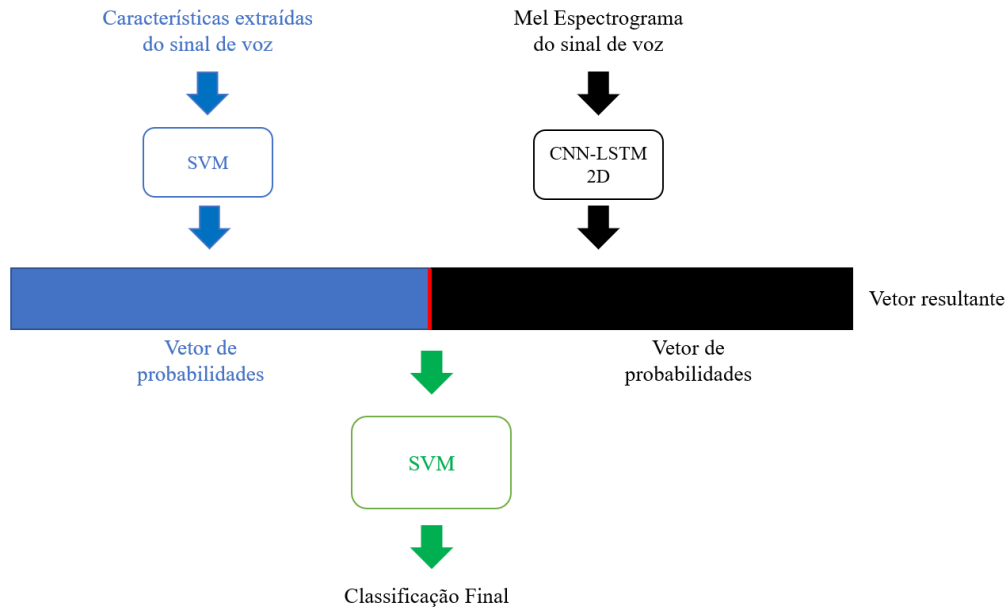 Características extraídas
do sinal de voz
Mel Espectrograma
do sinal de voz
SVM
CNN-LSTM
2D
Vetor resultante
Vetor de
probabilidades
Vetor de
probabilidades
SVM
Classificação Final